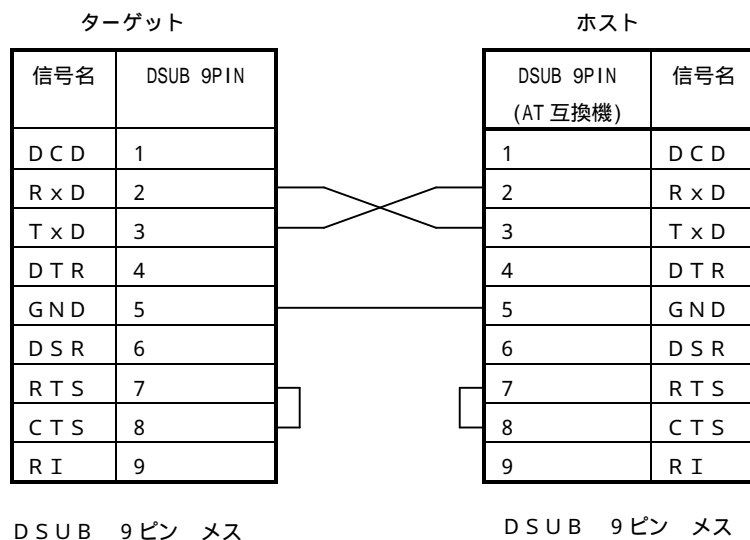 ターゲット ホスト
信号名 DSUB 9PIN DSUB 9PIN 信号名
(AT 互換機)
DCD 1 1 DCD
RxD 2 2 RxD
TxD 3 3 TxD
DTR 4 4 DTR
GND 5 5 GND
DSR 6 6 DSR
RTS 7 7 RTS
CTS 8 8 CTS
RI 9 9 RI
DSUB 9ピン メス DSUB 9ピン メス